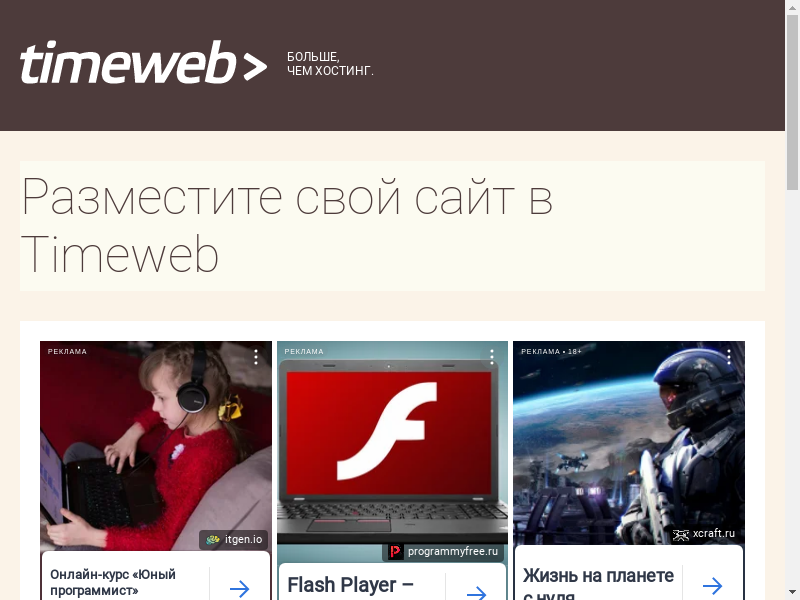 timeweb>
БОЛЬШЕ,
ЧЕМ ХОСТИНГ.
Разместите свой сайт в
Timeweb
РЕКЛАМА
itgen.io
Онлайн-курс «Юный
программист»
РЕКЛАМА
programmyfree.ru
Flash Player –
РЕКЛАМА • 18+
xcraft.ru
Жизнь на планете
с нуля